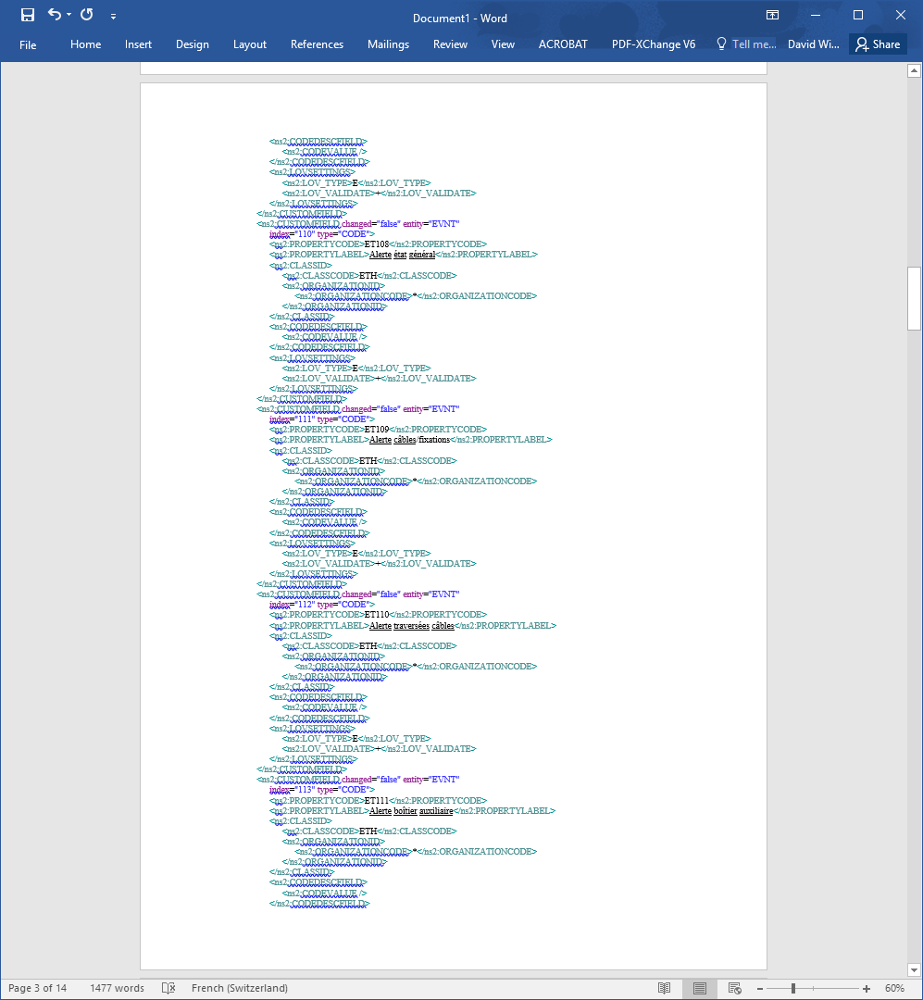 Document1 - Word
File Home Insert Design Layout References Mailings Review View ACROBAT PDF-XChange V6 Tell me... David Wi... Share
<ns2:CODEDESCFIELD>
<ns2:CODEVALUE />
</ns2:CODEDESCFIELD>
<ns2:LOVSETTINGS>
<ns2:LOV_TYPE>E</ns2:LOV_TYPE>
<ns2:LOV_VALIDATE>+</ns2:LOV_VALIDATE>
</ns2:LOVSETTINGS>
</ns2:CUSTOMFIELD>
<ns2:CUSTOMFIELD changed="false" entity="EVNT"
index="110" type="CODE">
<ns2:PROPERTYCODE>ET108</ns2:PROPERTYCODE>
<ns2:PROPERTYLABEL>Alerte état général</ns2:PROPERTYLABEL>
<ns2:CLASSID>
<ns2:CLASSCODE>ETH</ns2:CLASSCODE>
<ns2:ORGANIZATIONID>
<ns2:ORGANIZATIONCODE>*</ns2:ORGANIZATIONCODE>
</ns2:ORGANIZATIONID>
</ns2:CLASSID>
<ns2:CODEDESCFIELD>
<ns2:CODEVALUE />
</ns2:CODEDESCFIELD>
<ns2:LOVSETTINGS>
<ns2:LOV_TYPE>E</ns2:LOV_TYPE>
<ns2:LOV_VALIDATE>+</ns2:LOV_VALIDATE>
</ns2:LOVSETTINGS>
</ns2:CUSTOMFIELD>
<ns2:CUSTOMFIELD changed="false" entity="EVNT"
index="111" type="CODE">
<ns2:PROPERTYCODE>ET109</ns2:PROPERTYCODE>
<ns2:PROPERTYLABEL>Alerte câbles/fixations</ns2:PROPERTYLABEL>
<ns2:CLASSID>
<ns2:CLASSCODE>ETH</ns2:CLASSCODE>
<ns2:ORGANIZATIONID>
<ns2:ORGANIZATIONCODE>*</ns2:ORGANIZATIONCODE>
</ns2:ORGANIZATIONID>
</ns2:CLASSID>
<ns2:CODEDESCFIELD>
<ns2:CODEVALUE />
</ns2:CODEDESCFIELD>
<ns2:LOVSETTINGS>
<ns2:LOV_TYPE>E</ns2:LOV_TYPE>
<ns2:LOV_VALIDATE>+</ns2:LOV_VALIDATE>
</ns2:LOVSETTINGS>
</ns2:CUSTOMFIELD>
<ns2:CUSTOMFIELD changed="false" entity="EVNT"
index="112" type="CODE">
<ns2:PROPERTYCODE>ET110</ns2:PROPERTYCODE>
<ns2:PROPERTYLABEL>Alerte traversées câbles</ns2:PROPERTYLABEL>
<ns2:CLASSID>
<ns2:CLASSCODE>ETH</ns2:CLASSCODE>
<ns2:ORGANIZATIONID>
<ns2:ORGANIZATIONCODE>*</ns2:ORGANIZATIONCODE>
</ns2:ORGANIZATIONID>
</ns2:CLASSID>
<ns2:CODEDESCFIELD>
<ns2:CODEVALUE />
</ns2:CODEDESCFIELD>
<ns2:LOVSETTINGS>
<ns2:LOV_TYPE>E</ns2:LOV_TYPE>
<ns2:LOV_VALIDATE>+</ns2:LOV_VALIDATE>
</ns2:LOVSETTINGS>
</ns2:CUSTOMFIELD>
<ns2:CUSTOMFIELD changed="false" entity="EVNT"
index="113" type="CODE">
<ns2:PROPERTYCODE>ET111</ns2:PROPERTYCODE>
<ns2:PROPERTYLABEL>Alerte boîtier auxiliaire</ns2:PROPERTYLABEL>
<ns2:CLASSID>
<ns2:CLASSCODE>ETH</ns2:CLASSCODE>
<ns2:ORGANIZATIONID>
<ns2:ORGANIZATIONCODE>*</ns2:ORGANIZATIONCODE>
</ns2:ORGANIZATIONID>
</ns2:CLASSID>
<ns2:CODEDESCFIELD>
<ns2:CODEVALUE />
</ns2:CODEDESCFIELD>
Page 3 of 14 1477 words French (Switzerland) 60%